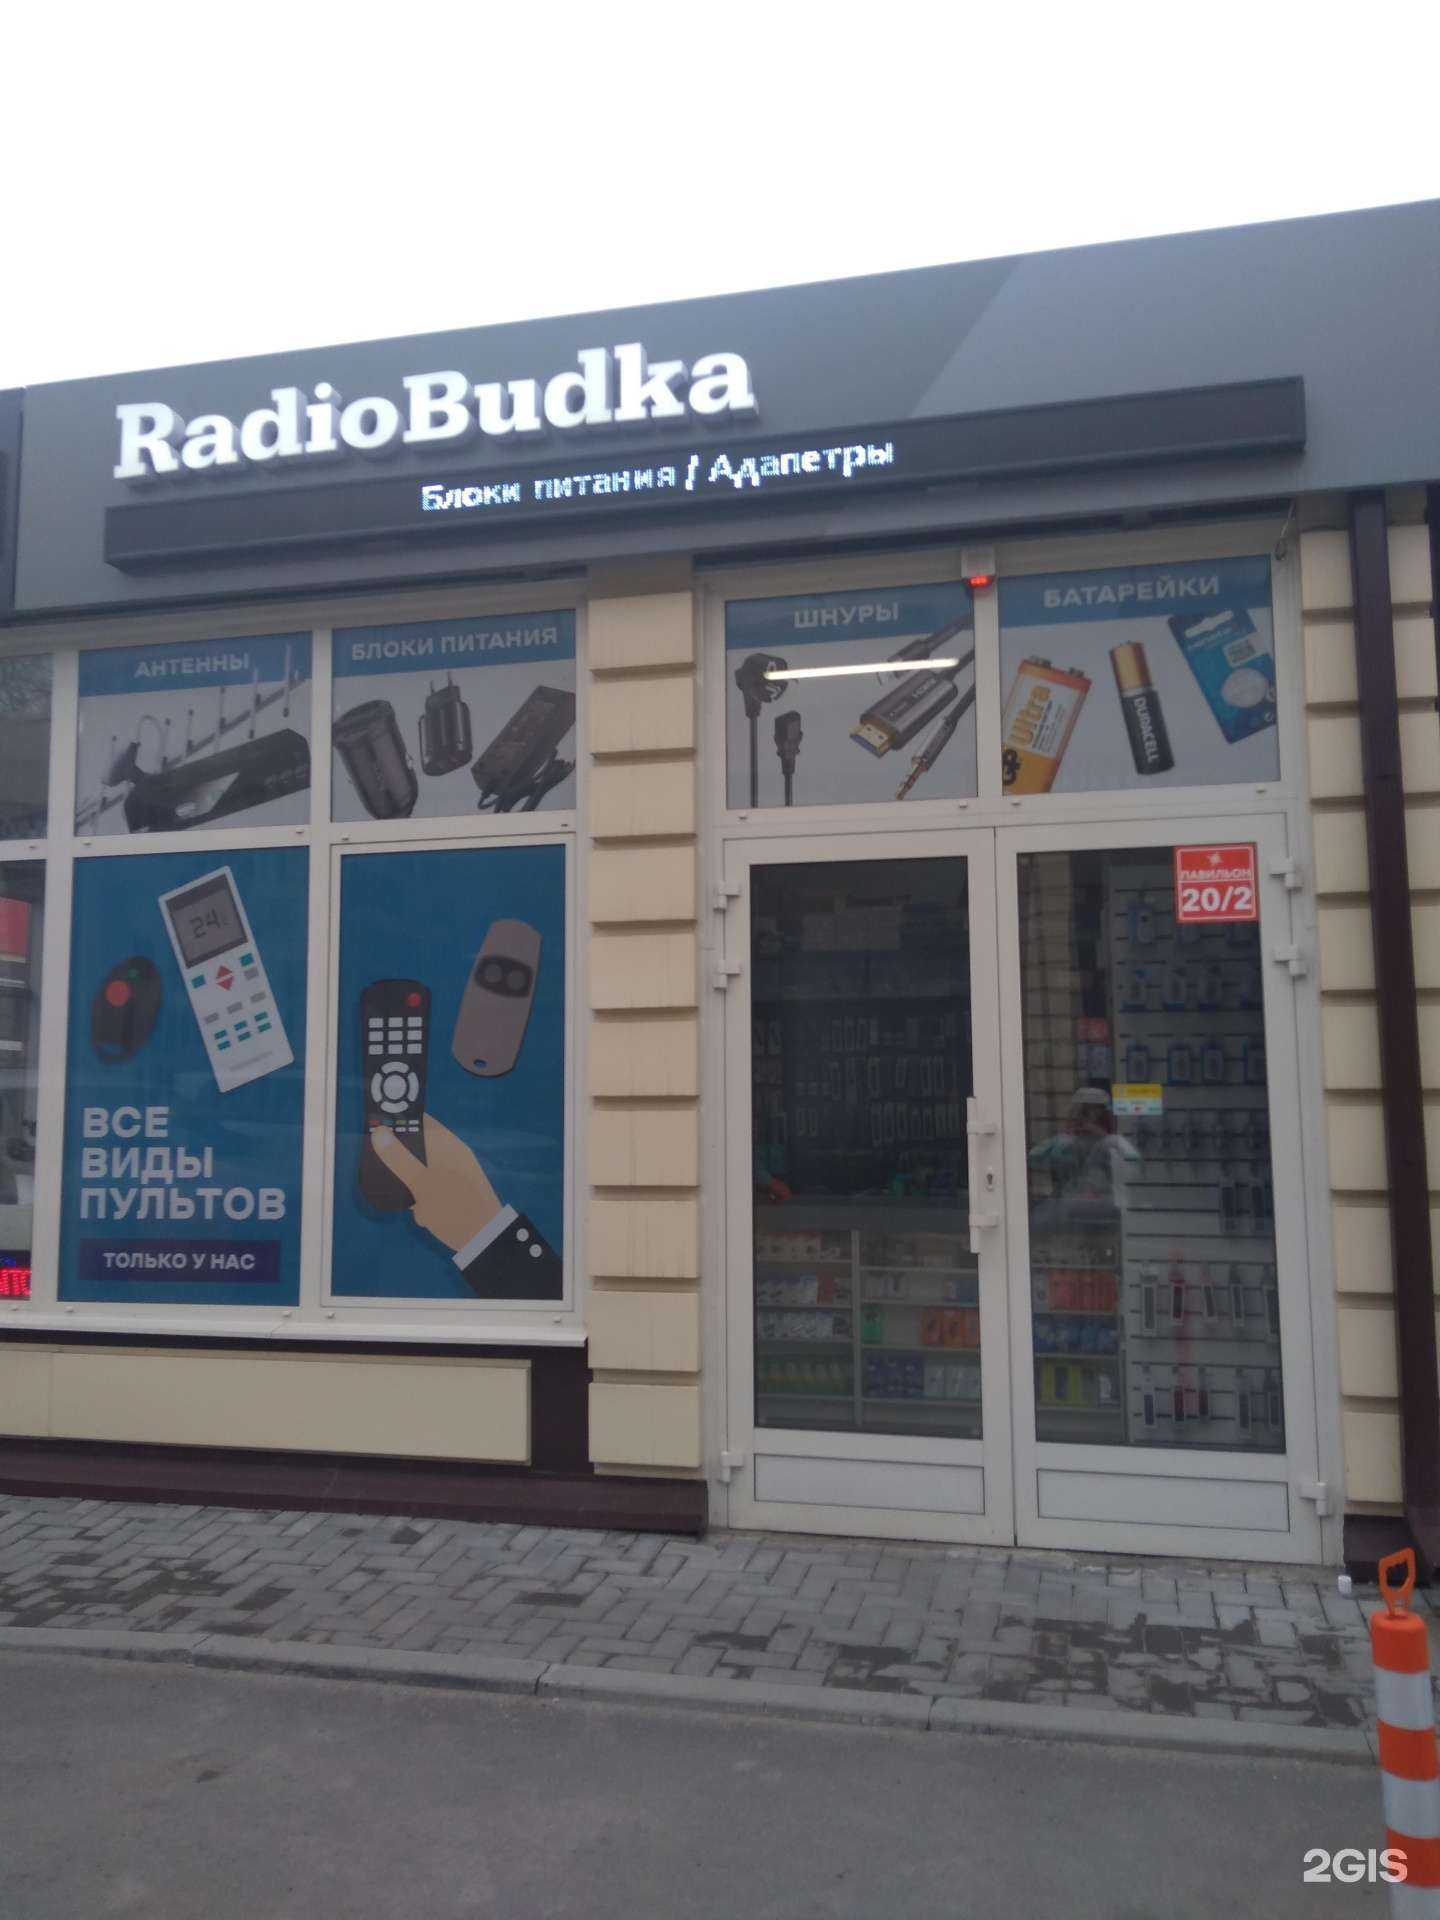 RadioBudka
Блоки питания / Адапетры
АНТЕННЫ
БЛОКИ ПИТАНИЯ
ШНУРЫ
БАТАРЕЙКИ
GP Ultra
DURACELL
ПАВИЛЬОН
20/2
24
ВСЕ
ВИДЫ
ПУЛЬТОВ
ТОЛЬКО У НАС
2GIS